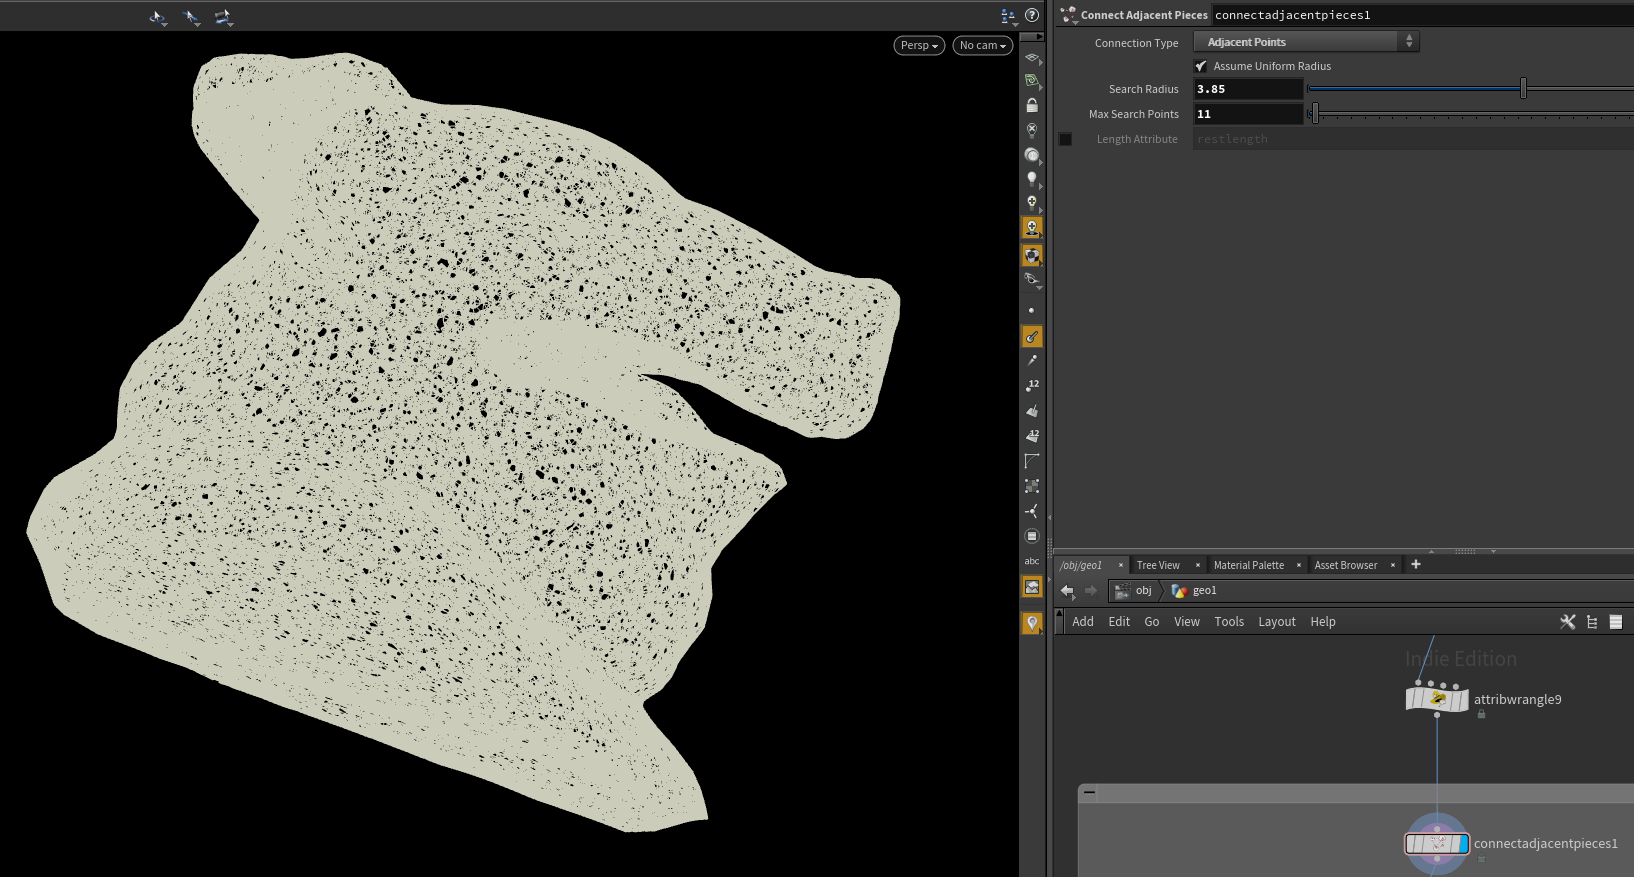 Persp
No cam
12
12
abc
Connect Adjacent Pieces connectadjacentpieces1
Connection Type Adjacent Points
Assume Uniform Radius
Search Radius 3.85
Max Search Points 11
Length Attribute restlength
/obj/geo1 × Tree View × Material Palette × Asset Browser × +
obj geo1
Add Edit Go View Tools Layout Help
Indie Edition
attribwrangle9
connectadjacentpieces1